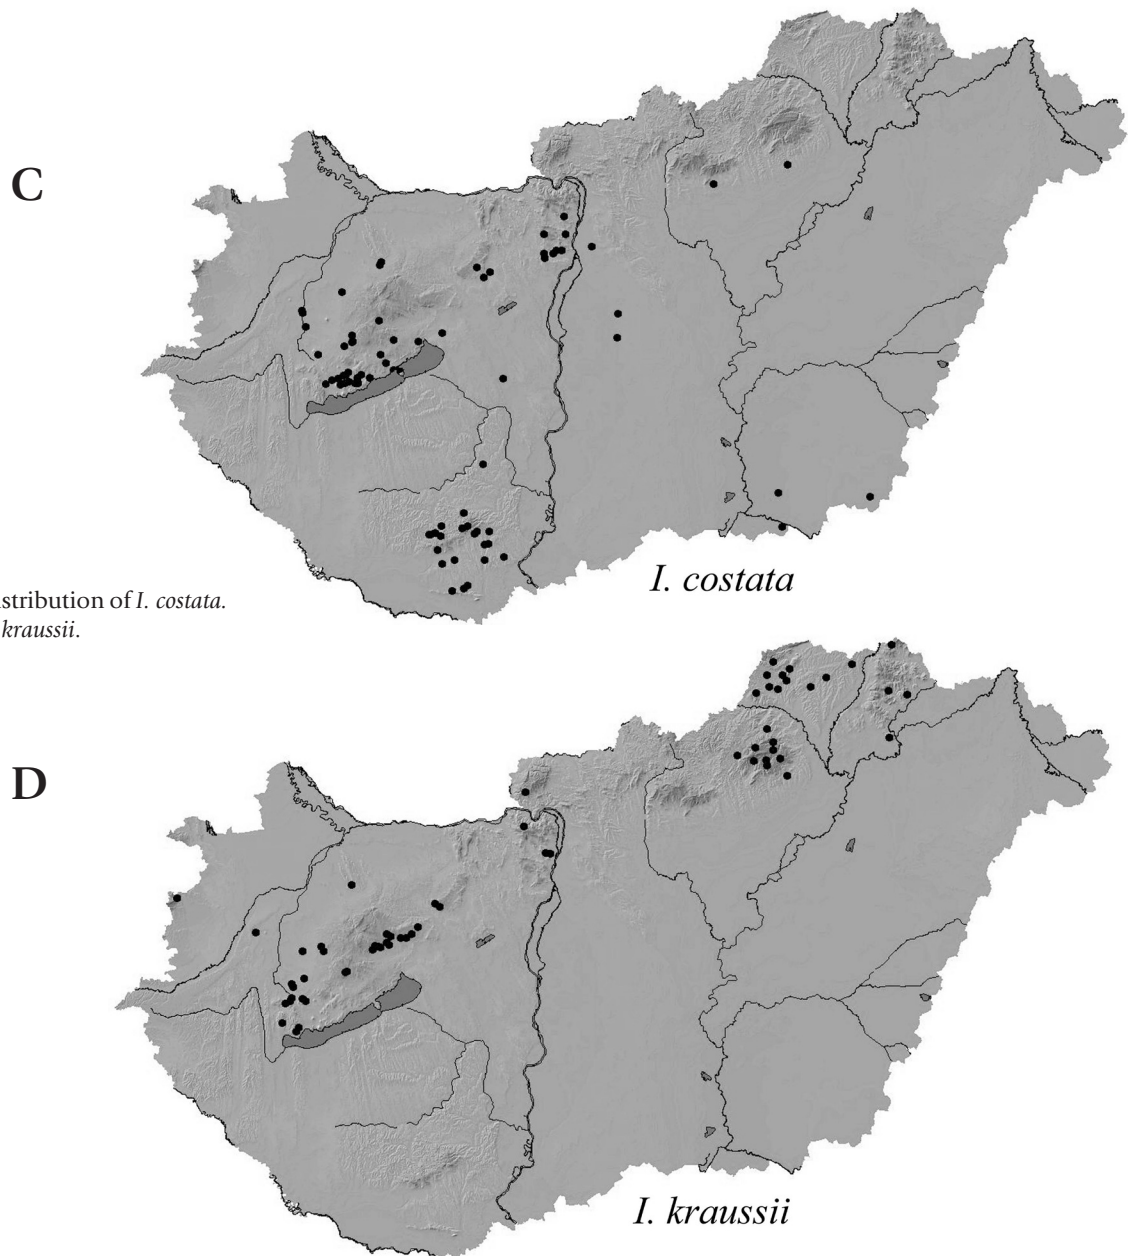 C
I. costata
stribution of I. costata.
kraussii.
D
I. kraussii